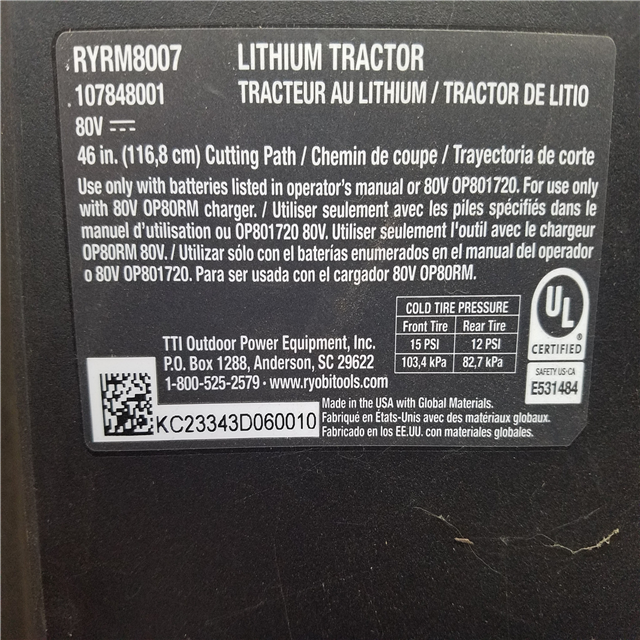 RYRM8007 LITHIUM TRACTOR
107848001 TRACTEUR AU LITHIUM / TRACTOR DE LITIO
80V
46 in. (116,8 cm) Cutting Path / Chemin de coupe / Trayectoria de corte
Use only with batteries listed in operator's manual or 80V OP801720. For use only
with 80V OP80RM charger. / Utiliser seulement avec les piles spécifiés dans le
manuel d'utilisation ou OP801720 80V. Utiliser seulement l'outil avec le chargeur
OP80RM 80V. / Utilizar sólo con el baterías enumerados en el manual del operador
o 80V OP801720. Para ser usada con el cargador 80V OP80RM.
COLD TIRE PRESSURE
Front Tire Rear Tire
15 PSI 12 PSI
103,4 kPa 82,7 kPa
UL
®
CERTIFIED
SAFETY US-CA
E531484
TTI Outdoor Power Equipment, Inc.
P.O. Box 1288, Anderson, SC 29622
1-800-525-2579 · www.ryobitools.com
KC23343D060010
Made in the USA with Global Materials.
Fabriqué en États-Unis avec des matériaux globaux.
Fabricado en los EE.UU. con materiales globales.